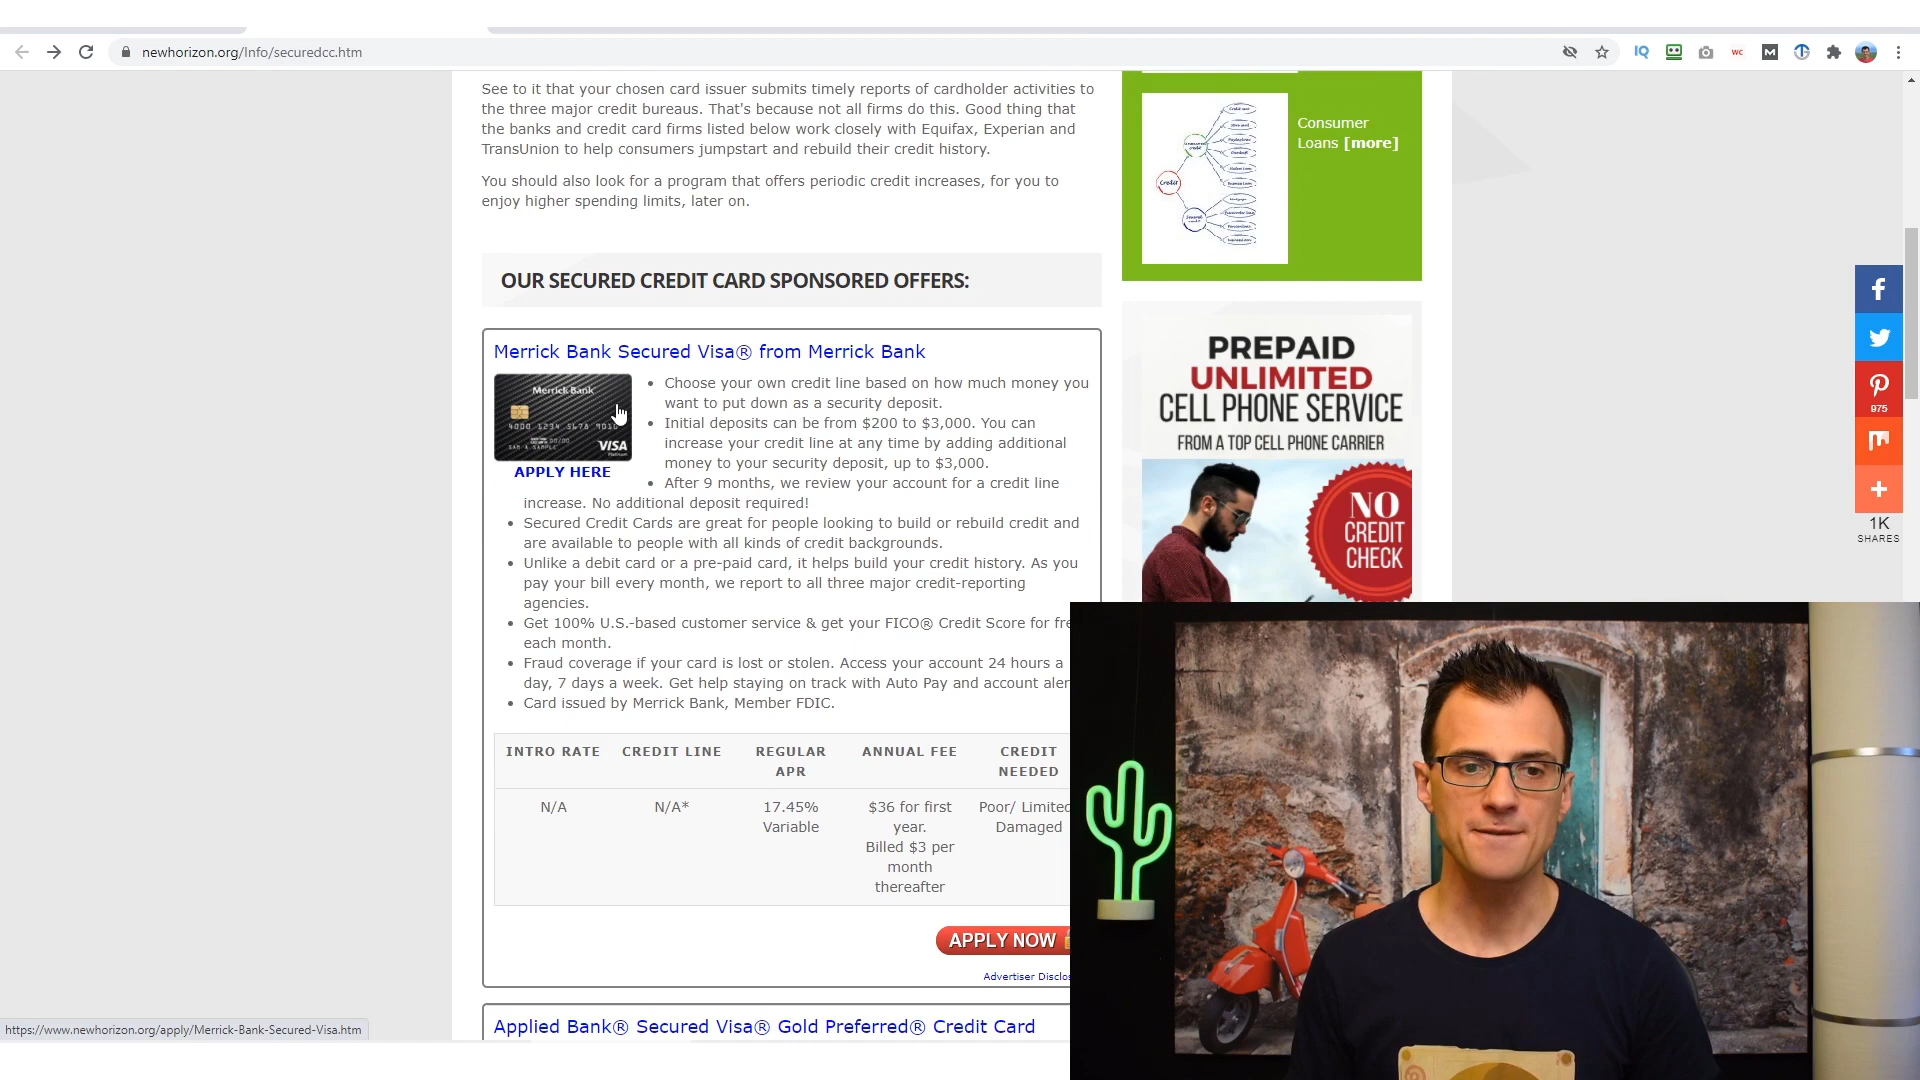 newhorizon.org/Info/securedcc.htm
IQ
WC
M
See to it that your chosen card issuer submits timely reports of cardholder activities to
the three major credit bureaus. That's because not all firms do this. Good thing that
the banks and credit card firms listed below work closely with Equifax, Experian and
TransUnion to help consumers jumpstart and rebuild their credit history.
You should also look for a program that offers periodic credit increases, for you to
enjoy higher spending limits, later on.
Credit
Consumer
Loans [more]
OUR SECURED CREDIT CARD SPONSORED OFFERS:
Merrick Bank Secured Visa® from Merrick Bank
Merrick Bank
4000 1234 5678 9010
VISA
APPLY HERE
• Choose your own credit line based on how much money you
want to put down as a security deposit.
• Initial deposits can be from $200 to $3,000. You can
increase your credit line at any time by adding additional
money to your security deposit, up to $3,000.
• After 9 months, we review your account for a credit line
increase. No additional deposit required!
• Secured Credit Cards are great for people looking to build or rebuild credit and
are available to people with all kinds of credit backgrounds.
• Unlike a debit card or a pre-paid card, it helps build your credit history. As you
pay your bill every month, we report to all three major credit-reporting
agencies.
• Get 100% U.S.-based customer service & get your FICO® Credit Score for fre
each month.
• Fraud coverage if your card is lost or stolen. Access your account 24 hours a
day, 7 days a week. Get help staying on track with Auto Pay and account aler
• Card issued by Merrick Bank, Member FDIC.
INTRO RATE CREDIT LINE REGULAR APR ANNUAL FEE CREDIT NEEDED
N/A N/A* 17.45% Variable $36 for first year. Billed $3 per month thereafter Poor/ Limited Damaged
APPLY NOW
Advertiser Disclos
Applied Bank® Secured Visa® Gold Preferred® Credit Card
PREPAID
UNLIMITED
CELL PHONE SERVICE
FROM A TOP CELL PHONE CARRIER
NO
CREDIT
CHECK
975
1K
SHARES
https://www.newhorizon.org/apply/Merrick-Bank-Secured-Visa.htm